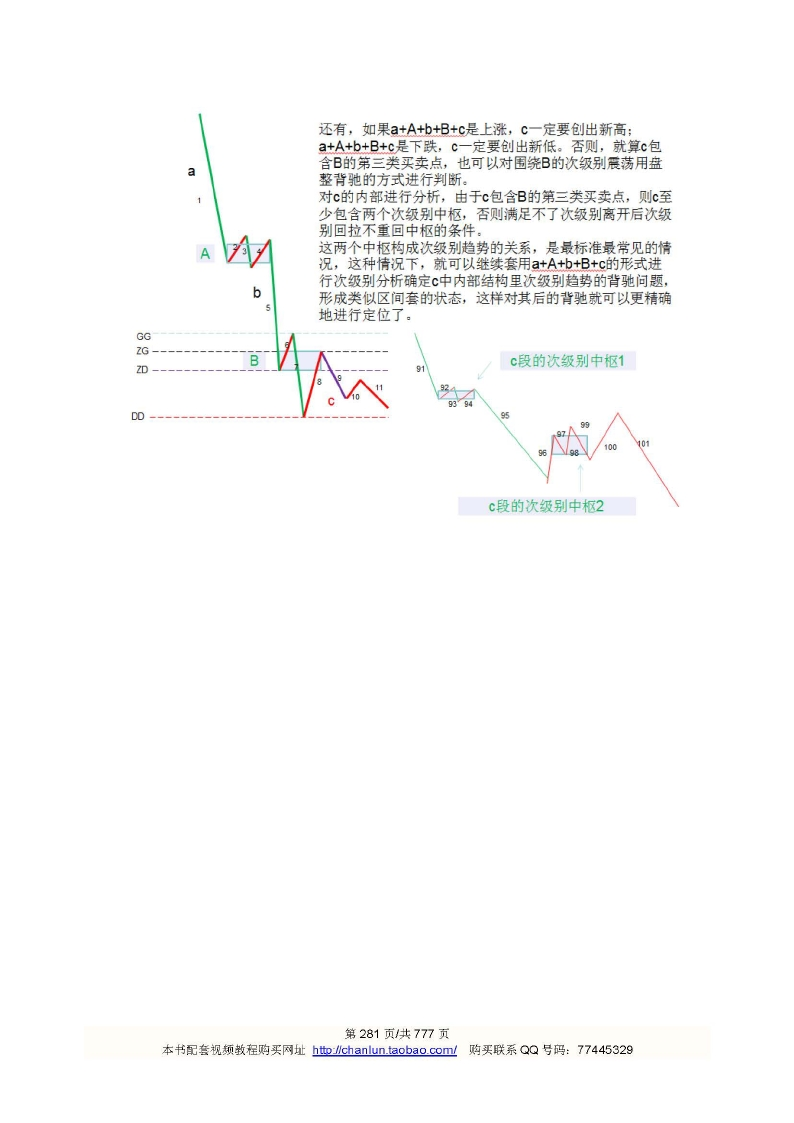 还有，如果a+A+b+B+c是上涨，c一定要创出新高；
a+A+b+B+c是下跌，c一定要创出新低。否则，就算c包
含B的第三类买卖点，也可以对围绕B的次级别震荡用盘
整背驰的方式进行判断。
对c的内部进行分析，由于c包含B的第三类买卖点，则c至
少包含两个次级别中枢，否则满足不了次级别离开后次级
别回拉不重回中枢的条件。
这两个中枢构成次级别趋势的关系，是最标准最常见的情
况，这种情况下，就可以继续套用a+A+b+B+c的形式进
行次级别分析确定c中内部结构里次级别趋势的背驰问题，
形成类似区间套的状态，这样对其后的背驰就可以更精确
地进行定位了。
a
1
A
2
3
4
b
5
GG
ZG
ZD
DD
B
6
7
8
9
c
10
11
91
92
93
94
95
c段的次级别中枢1
96
97
98
99
100
101
c段的次级别中枢2
第 281 页/共 777 页
本书配套视频教程购买网址 http://chanlun.taobao.com/ 购买联系 QQ 号码：77445329